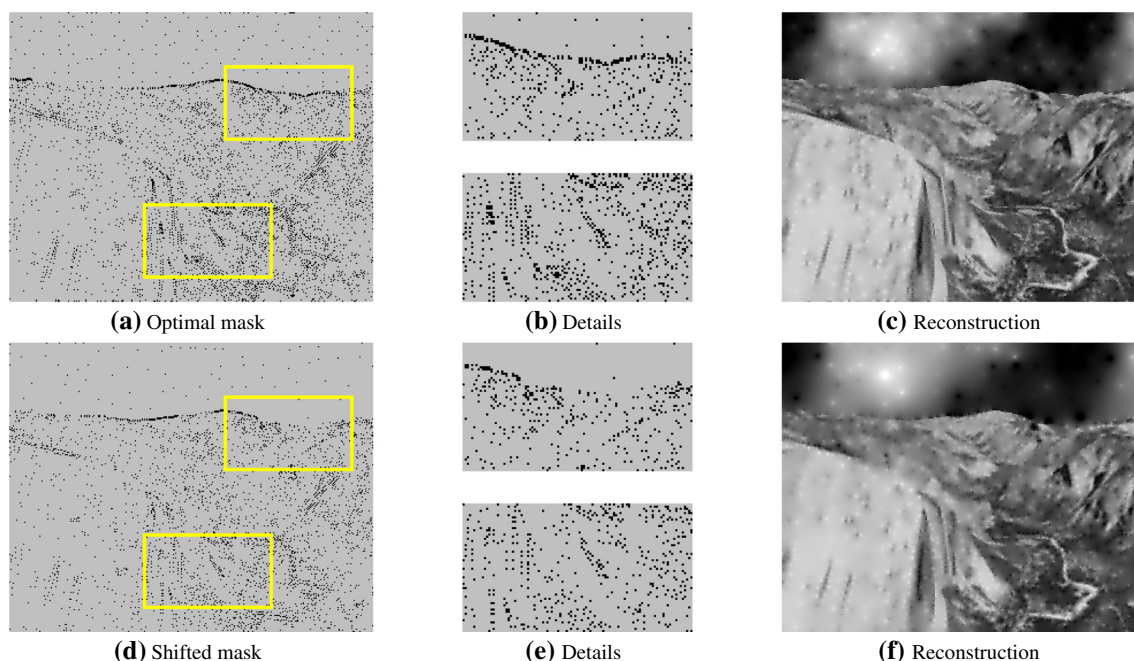 (a) Optimal mask
(b) Details
(c) Reconstruction
(d) Shifted mask
(e) Details
(f) Reconstruction